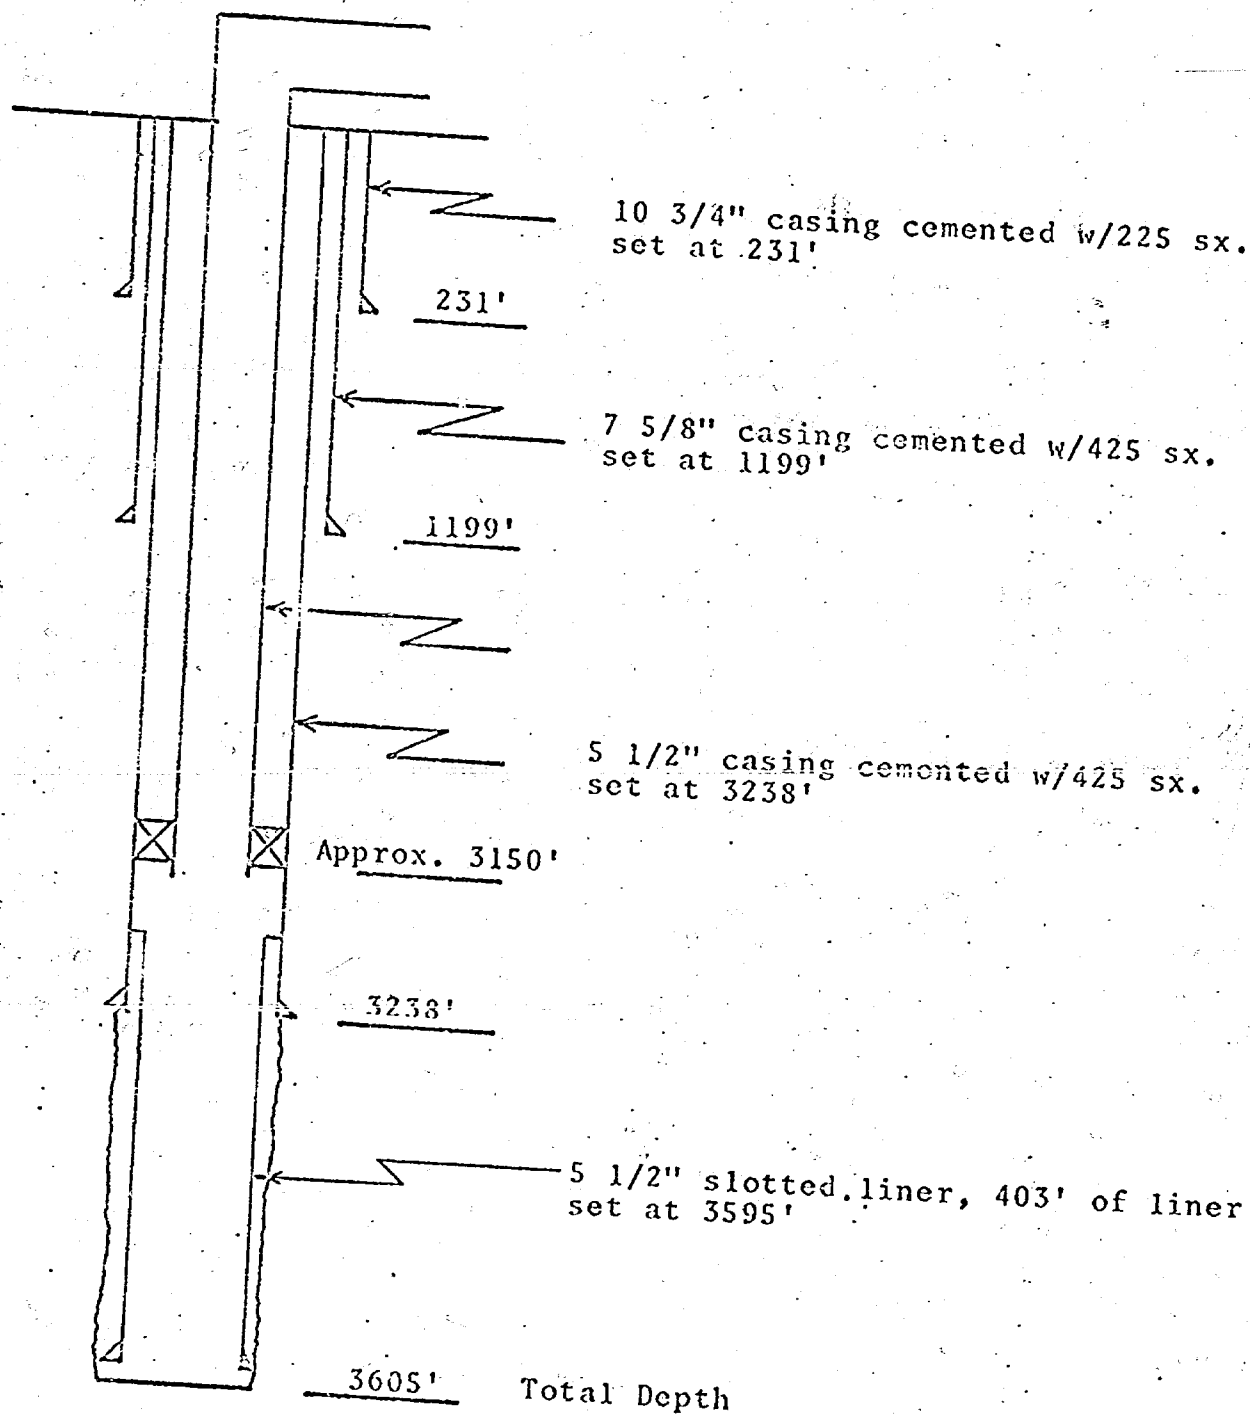 10 3/4" casing cemented w/225 sx.
set at 231'
231'
7 5/8" casing cemented w/425 sx.
set at 1199'
1199'
5 1/2" casing cemented w/425 sx.
set at 3238'
Approx. 3150'
3238'
5 1/2" slotted liner, 403' of liner
set at 3595'
3605' Total Depth